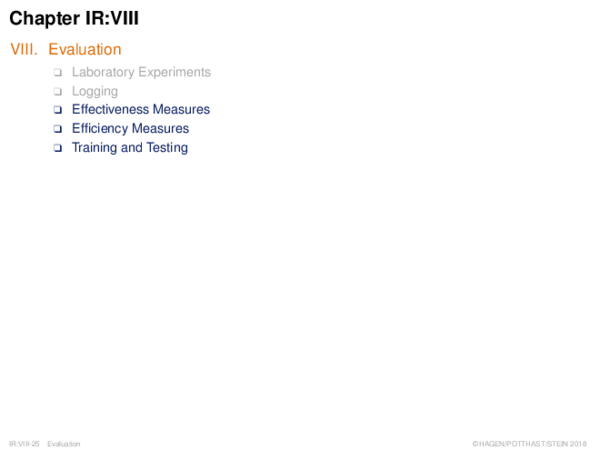 Chapter IR:VIII
VIII. Evaluation
❑ Laboratory Experiments
❑ Logging
❑ Effectiveness Measures
❑ Efficiency Measures
❑ Training and Testing
IR:VIII-25 Evaluation ©HAGEN/POTTHAST/STEIN 2018